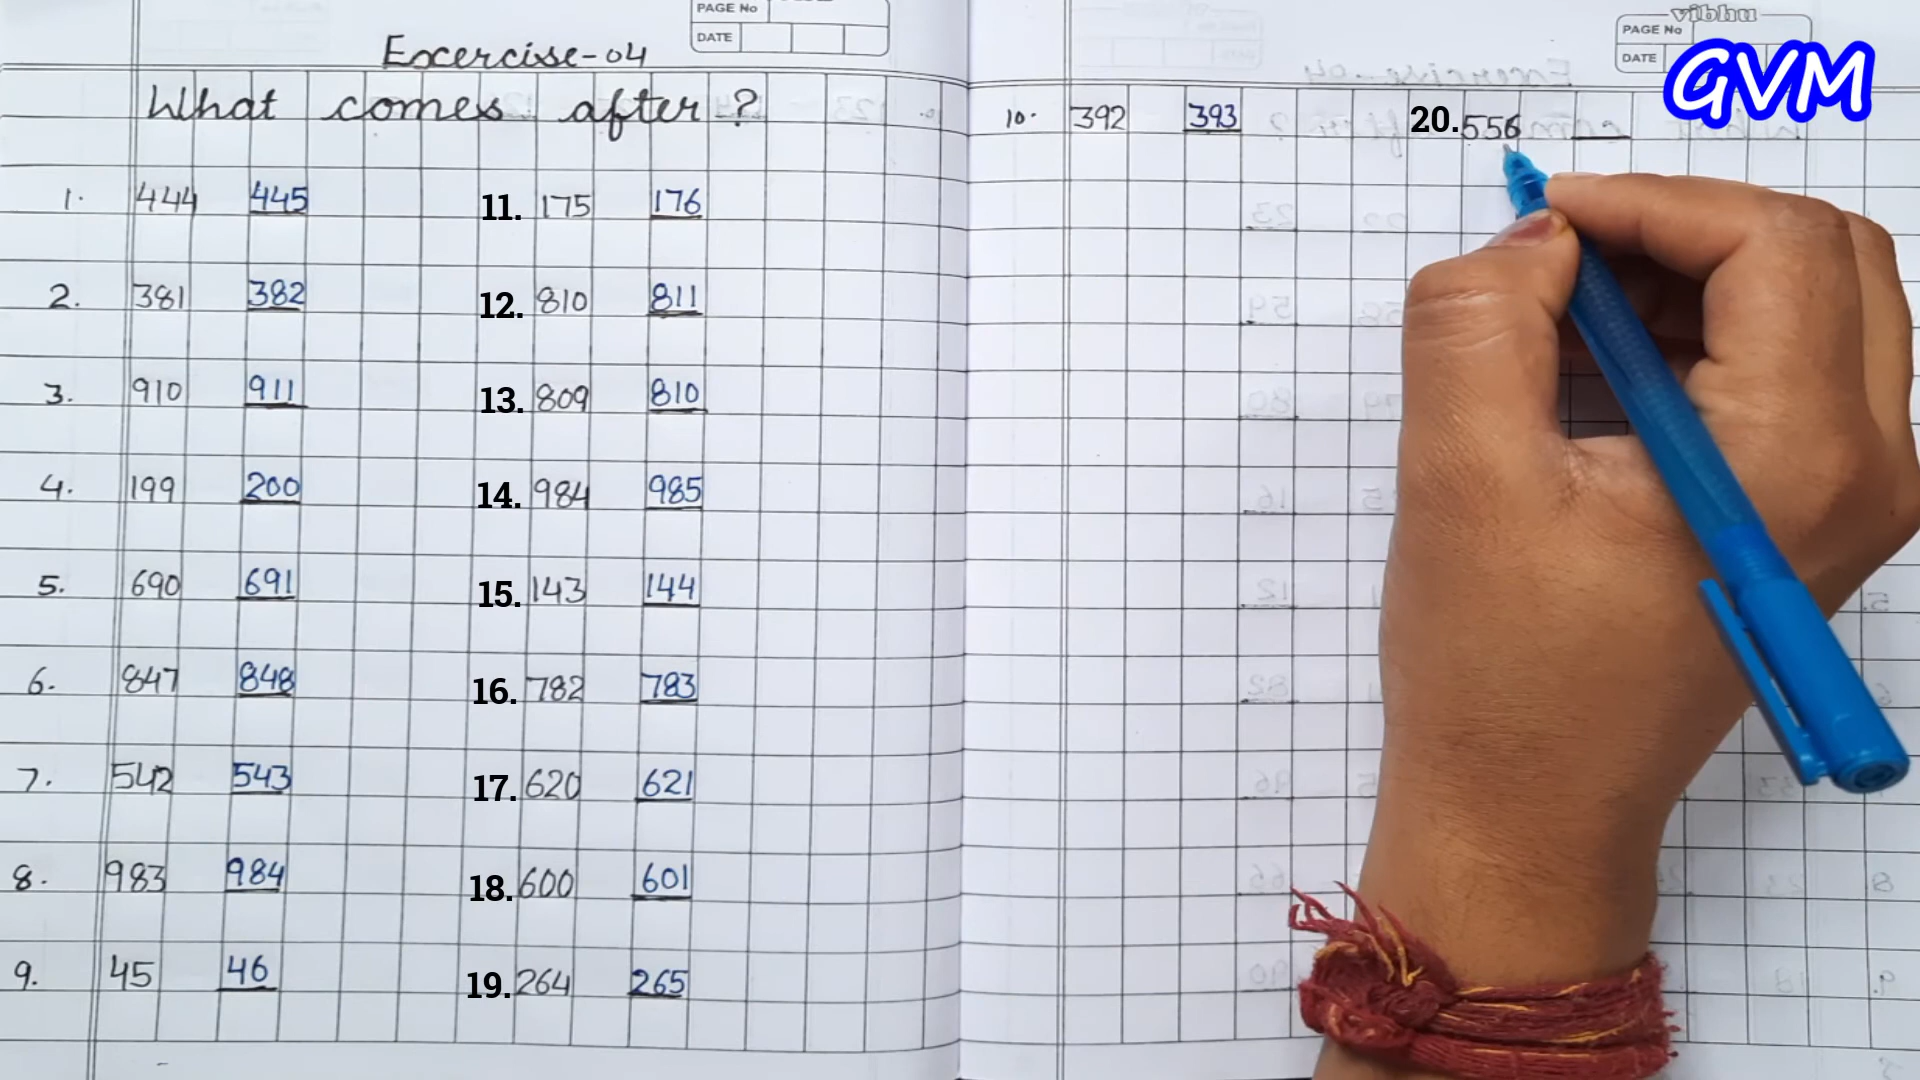 PAGE No
DATE
Excercise-04
What comes after ?
1. 444 445
2. 381 382
3. 910 911
4. 199 200
5. 690 691
6. 847 848
7. 542 543
8. 983 984
9. 45 46
11. 175 176
12. 810 811
13. 809 810
14. 984 985
15. 143 144
16. 782 783
17. 620 621
18. 600 601
19. 264 265
vibhu
PAGE No
DATE
GVM
10. 392 393
20. 556 __